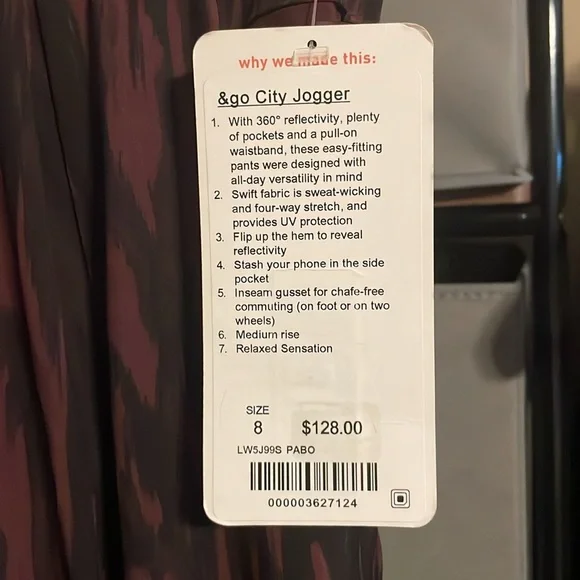 why we made this:
&go City Jogger
1. With 360° reflectivity, plenty
of pockets and a pull-on
waistband, these easy-fitting
pants were designed with
all-day versatility in mind
2. Swift fabric is sweat-wicking
and four-way stretch, and
provides UV protection
3. Flip up the hem to reveal
reflectivity
4. Stash your phone in the side
pocket
5. Inseam gusset for chafe-free
commuting (on foot or on two
wheels)
6. Medium rise
7. Relaxed Sensation
SIZE
8 $128.00
LW5J99S PABO
000003627124